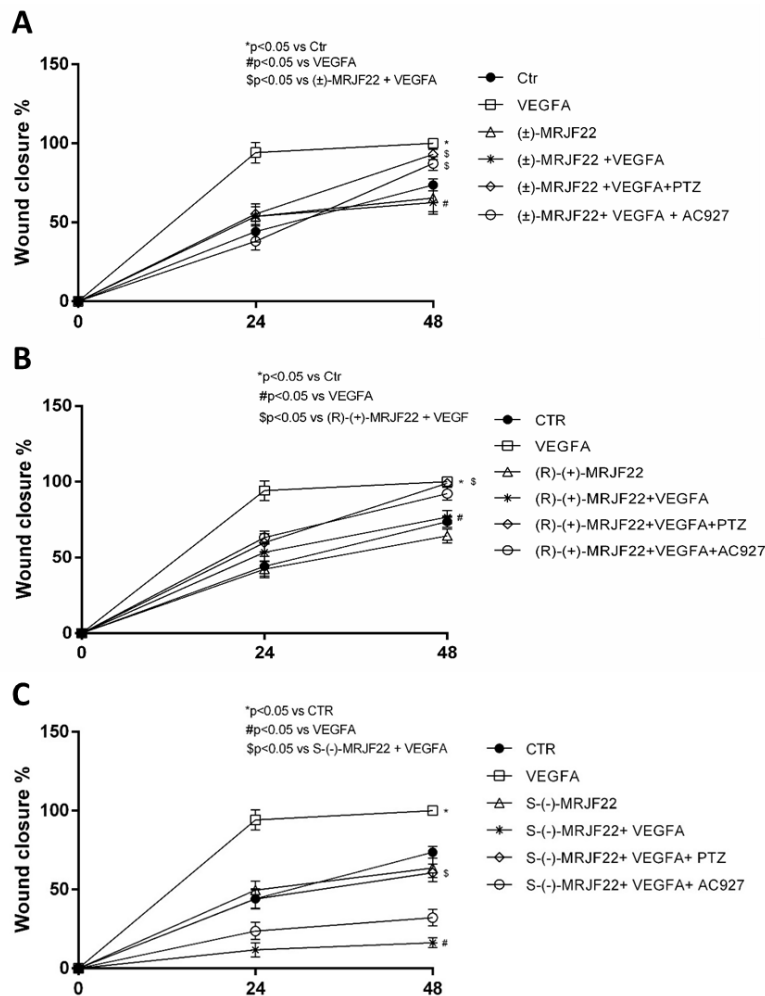 A
*p<0.05 vs Ctr
#p<0.05 vs VEGFA
$p<0.05 vs (±)-MRJF22 + VEGFA
Wound closure %
150
100
50
0
0
24
48
*
$
$
#
Ctr
VEGFA
(±)-MRJF22
(±)-MRJF22 +VEGFA
(±)-MRJF22 +VEGFA+PTZ
(±)-MRJF22+ VEGFA + AC927
B
*p<0.05 vs Ctr
#p<0.05 vs VEGFA
$p<0.05 vs (R)-(+)-MRJF22 + VEGF
Wound closure %
150
100
50
0
0
24
48
* $
#
CTR
VEGFA
(R)-(+)-MRJF22
(R)-(+)-MRJF22+VEGFA
(R)-(+)-MRJF22+VEGFA+PTZ
(R)-(+)-MRJF22+VEGFA+AC927
C
*p<0.05 vs CTR
#p<0.05 vs VEGFA
$p<0.05 vs S-(-)-MRJF22 + VEGFA
Wound closure %
150
100
50
0
0
24
48
*
$
#
CTR
VEGFA
S-(-)-MRJF22
S-(-)-MRJF22+ VEGFA
S-(-)-MRJF22+ VEGFA+ PTZ
S-(-)-MRJF22+ VEGFA+ AC927